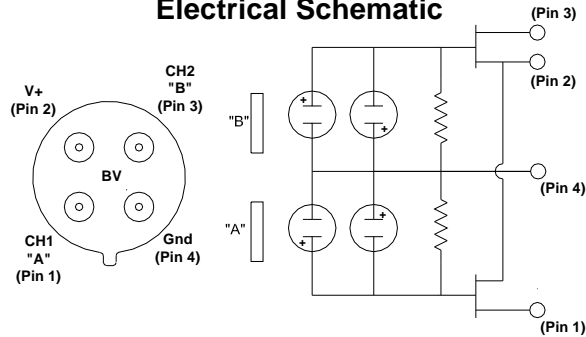 Electrical Schematic
V+
(Pin 2)
CH2
"B"
(Pin 3)
BV
CH1
"A"
(Pin 1)
Gnd
(Pin 4)
"B"
"A"
+
+
+
+
(Pin 3)
(Pin 2)
(Pin 4)
(Pin 1)